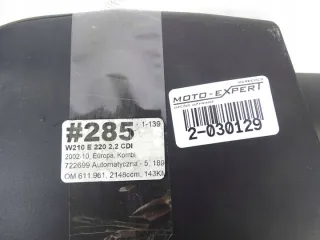 #285
1-139
W210 E 220 2,2 CDI
2002-10, Europa, Kombi
722699 Automatyczna - 5, 189
OM 611.961, 2148ccm, 143KM
MOTO-EXPERT
2-030129